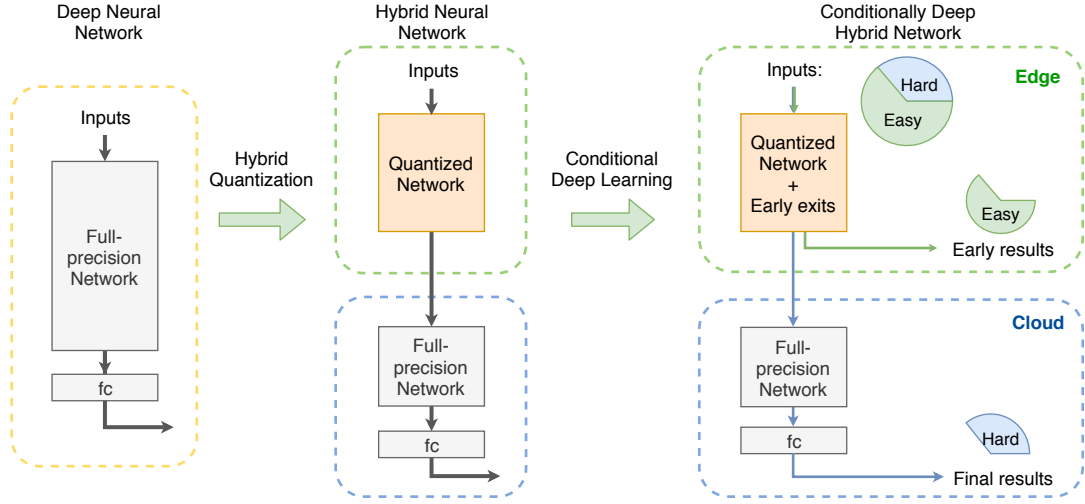 Deep Neural
Network
Inputs
Full-
precision
Network
fc
Hybrid
Quantization
Hybrid Neural
Network
Inputs
Quantized
Network
Full-
precision
Network
fc
Conditional
Deep Learning
Conditionally Deep
Hybrid Network
Inputs:
Hard
Easy
Edge
Quantized
Network
+
Early exits
Easy
Early results
Cloud
Full-
precision
Network
fc
Hard
Final results